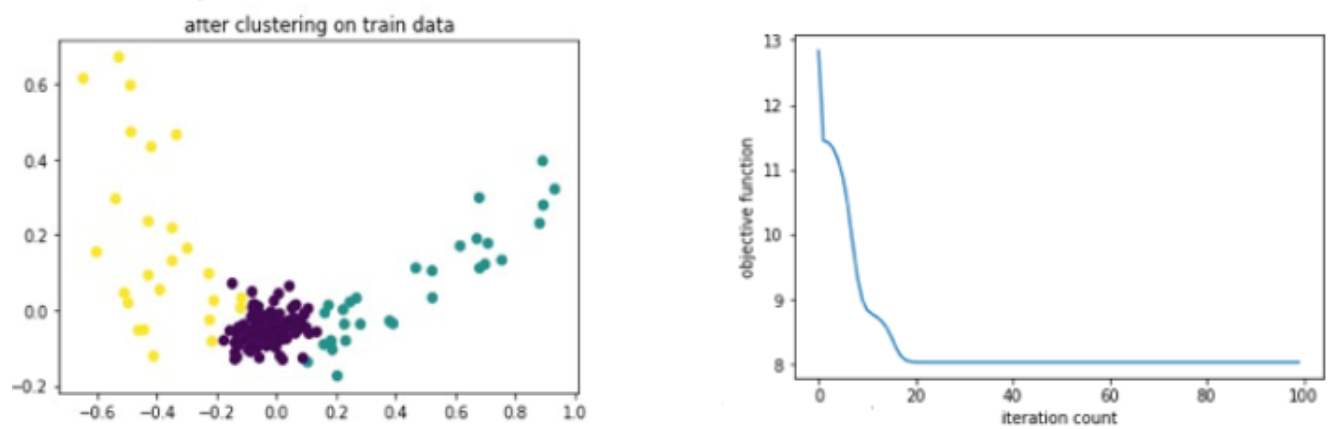 after clustering on train data
0.6
0.4
0.2
0.0
−0.2
−0.6 −0.4 −0.2 0.0 0.2 0.4 0.6 0.8 1.0
objective function
13
12
11
10
9
8
0 20 40 60 80 100
iteration count